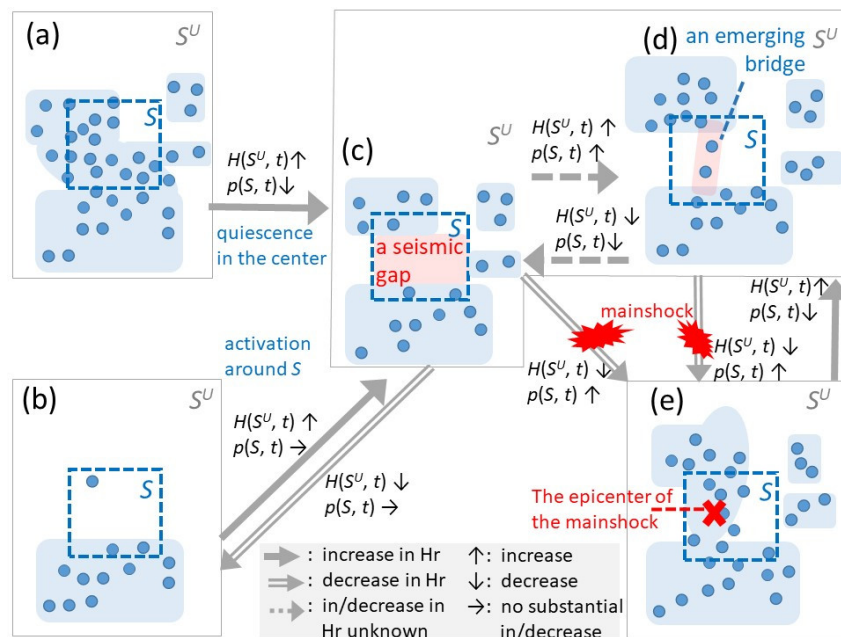 (a)
S^U
S
H(S^U, t)↑
p(S, t)↓
quiescence
in the center
(c)
S^U
S
a seismic
gap
H(S^U, t) ↑
p(S, t) ↑
H(S^U, t) ↓
p(S, t)↓
(d)
an emerging
bridge
S^U
S
mainshock
H(S^U, t) ↓
p(S, t) ↑
H(S^U, t) ↓
p(S, t) ↑
H(S^U, t)↑
p(S, t)↓
activation
around S
(b)
S^U
S
H(S^U, t) ↑
p(S, t) →
H(S^U, t) ↓
p(S, t) →
(e)
S^U
S
The epicenter of
the mainshock
: increase in Hr ↑: increase
: decrease in Hr ↓: decrease
: in/decrease in →: no substantial
Hr unknown in/decrease